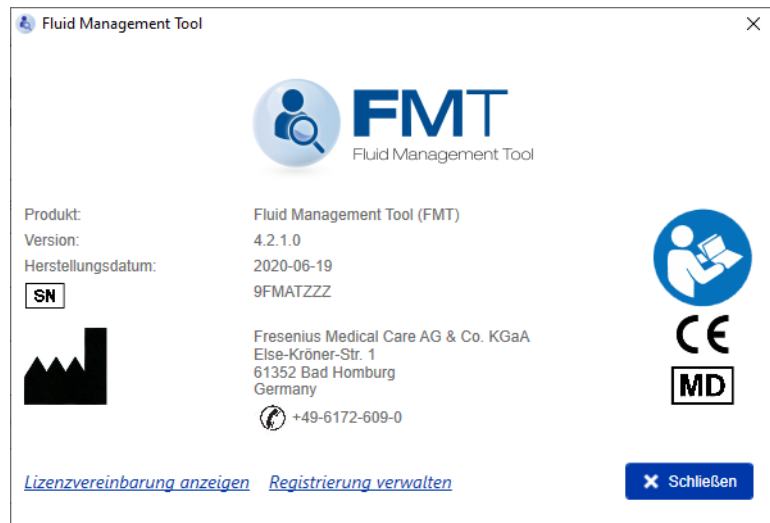 Fluid Management Tool
FMT
Fluid Management Tool
Produkt: Fluid Management Tool (FMT)
Version: 4.2.1.0
Herstellungsdatum: 2020-06-19
SN 9FMATZZZ
Fresenius Medical Care AG & Co. KGaA
Else-Kröner-Str. 1
61352 Bad Homburg
Germany
+49-6172-609-0
CE
MD
Lizenzvereinbarung anzeigen Registrierung verwalten Schließen